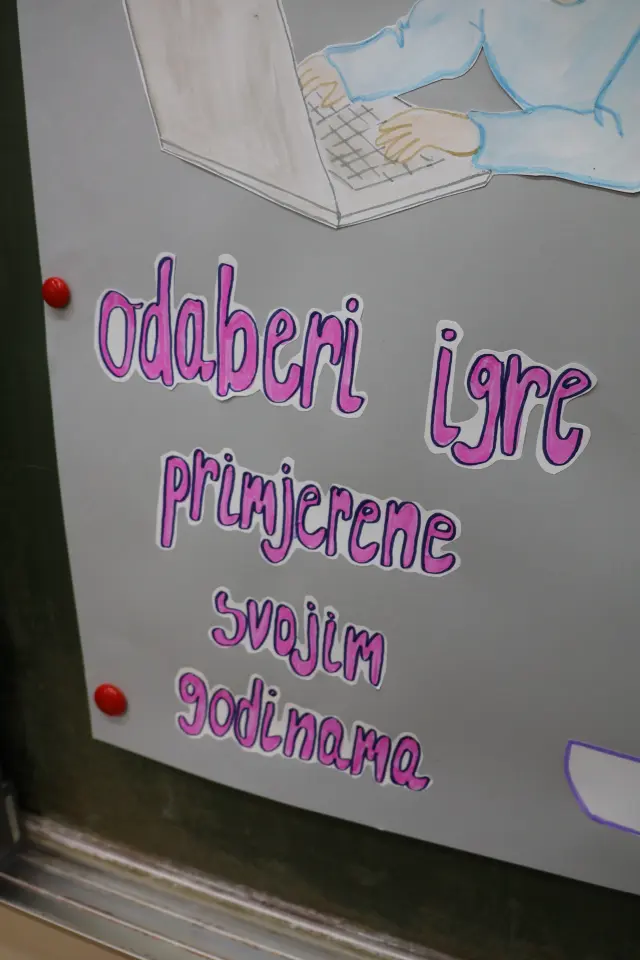 odaberi igre
primjerene
svojim
godinama